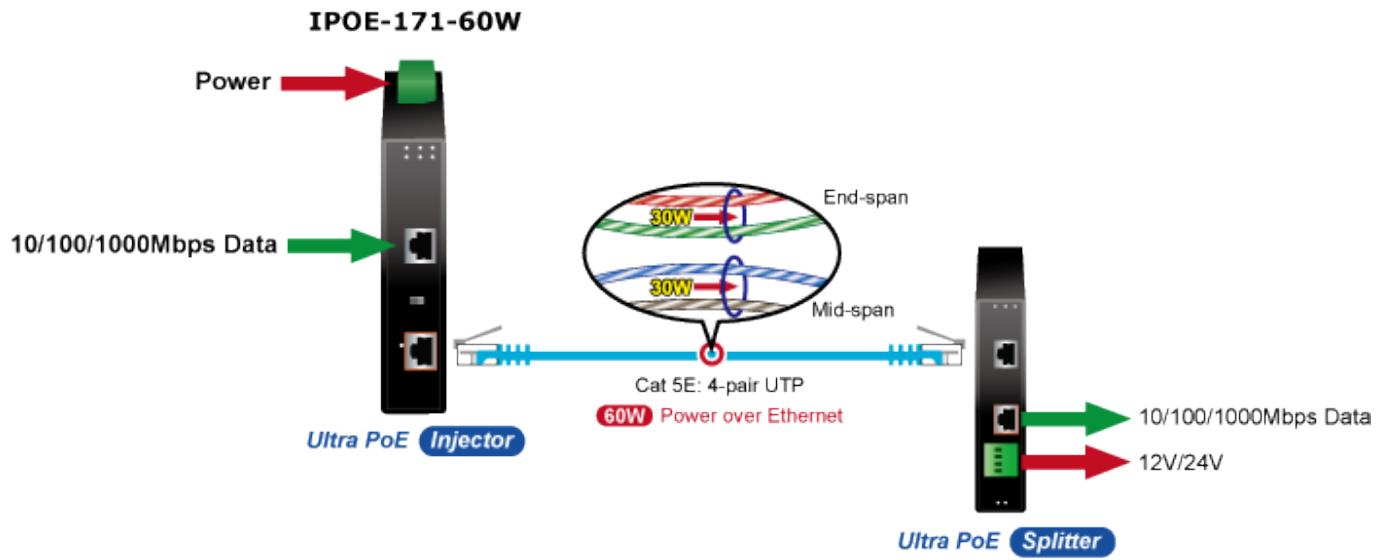 IPOE-171-60W
Power
10/100/1000Mbps Data
30W
End-span
30W
Mid-span
Cat 5E: 4-pair UTP
60W Power over Ethernet
Ultra PoE Injector
10/100/1000Mbps Data
12V/24V
Ultra PoE Splitter